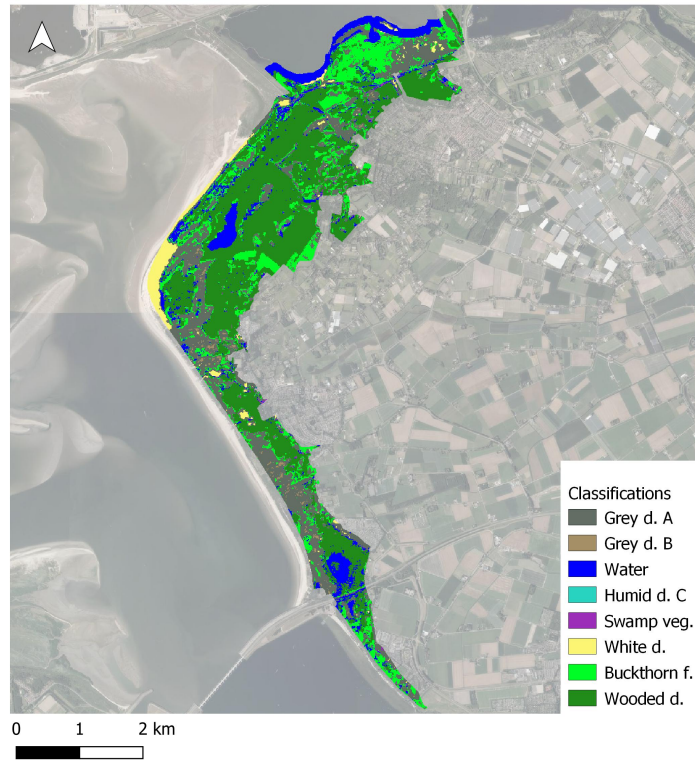 Classifications
Grey d. A
Grey d. B
Water
Humid d. C
Swamp veg.
White d.
Buckthorn f.
Wooded d.
0 1 2 km